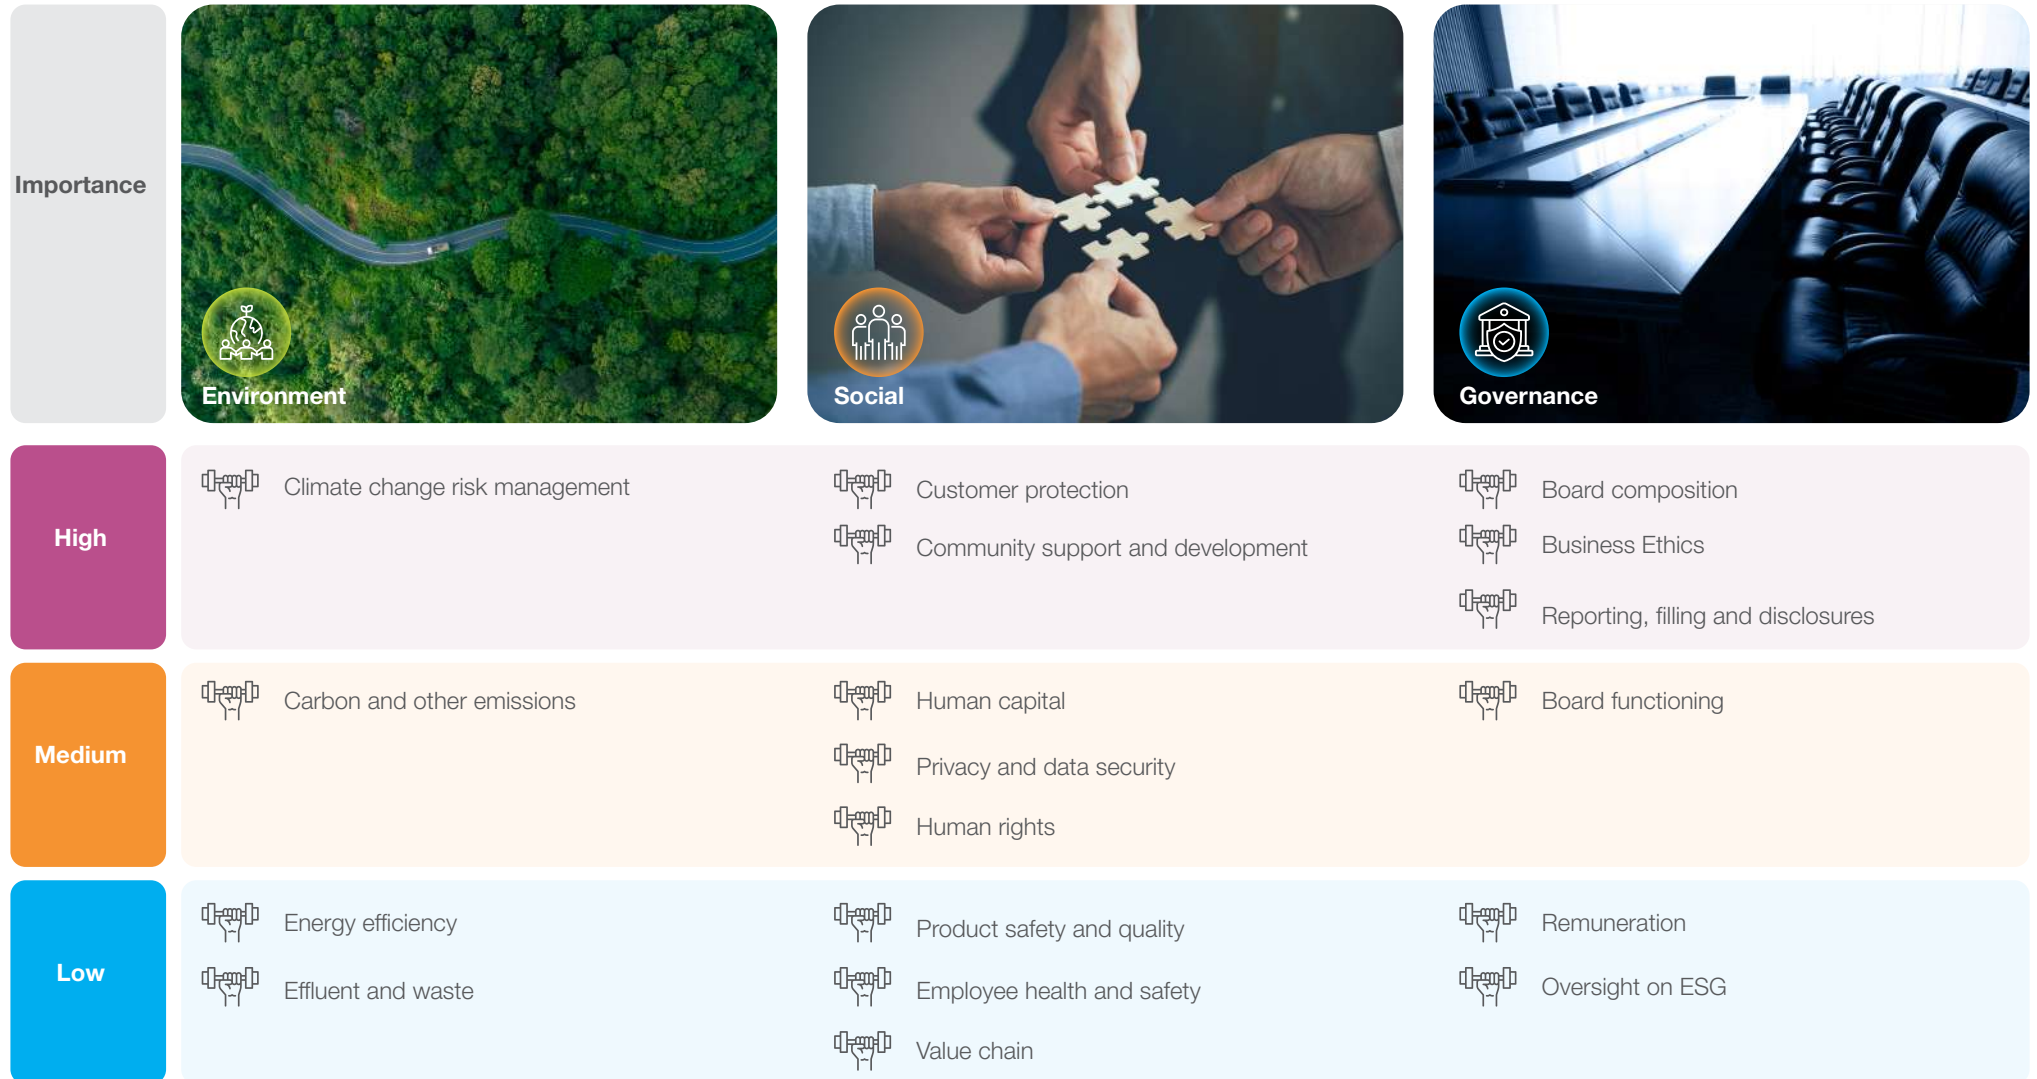 Importance
Environment
Social
Governance
High
Climate change risk management
Customer protection
Community support and development
Board composition
Business Ethics
Reporting, filling and disclosures
Medium
Carbon and other emissions
Human capital
Privacy and data security
Human rights
Board functioning
Low
Energy efficiency
Effluent and waste
Product safety and quality
Employee health and safety
Value chain
Remuneration
Oversight on ESG